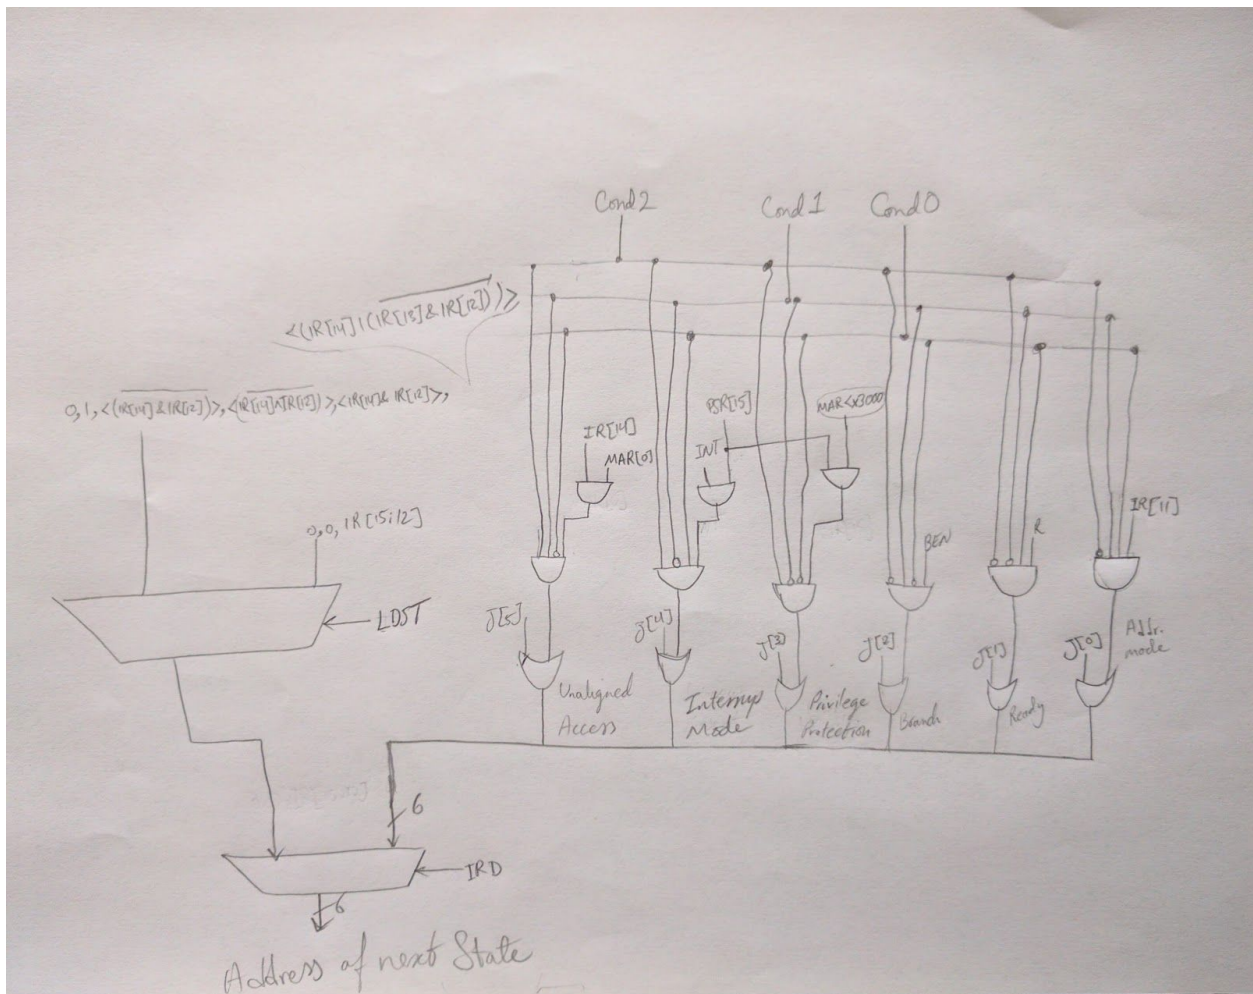 Cond2
Cond1
Cond0
<(IR[14]|(IR[13]&IR[12]))>
0,1,<(IR[14]&IR[12])>,<(IR[14]^IR[12])>,<IR[14]&IR[12]>,
PSR[15]
MAR<x3000
IR[14]
MAR[0]
INT
0,0,IR[15:12]
IR[11]
R
BEN
LDST
J[5]
J[4]
J[3]
J[2]
J[1]
J[0]
Addr.
mode
Unaligned
Access
Interrup
Mode
Privilege
Protection
Branch
Ready
6
IRD
6
Address of next State